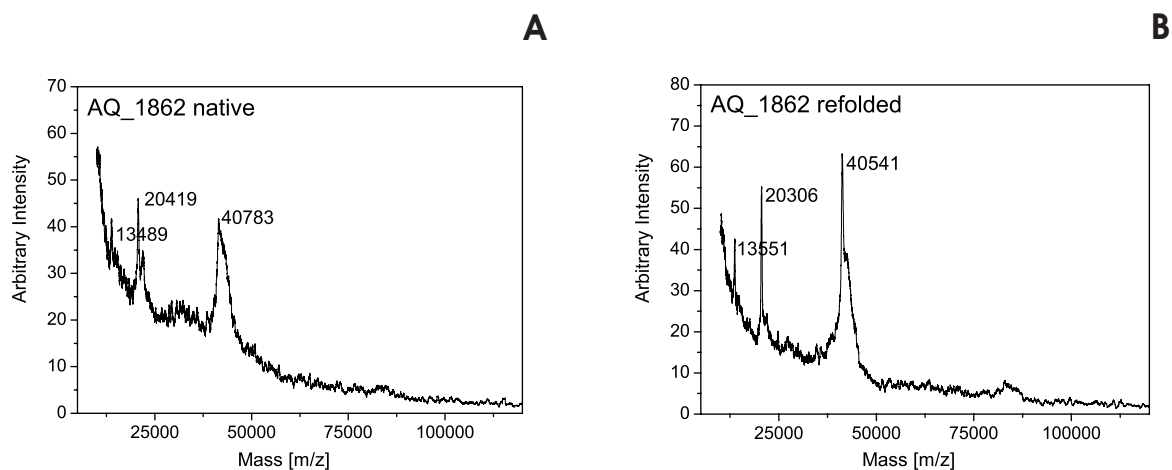 A
70
60
50
40
30
20
10
0
Arbitrary Intensity
AQ_1862 native
20419
13489
40783
25000 50000 75000 100000
Mass [m/z]
B
80
70
60
50
40
30
20
10
0
Arbitrary Intensity
AQ_1862 refolded
40541
20306
13551
25000 50000 75000 100000
Mass [m/z]